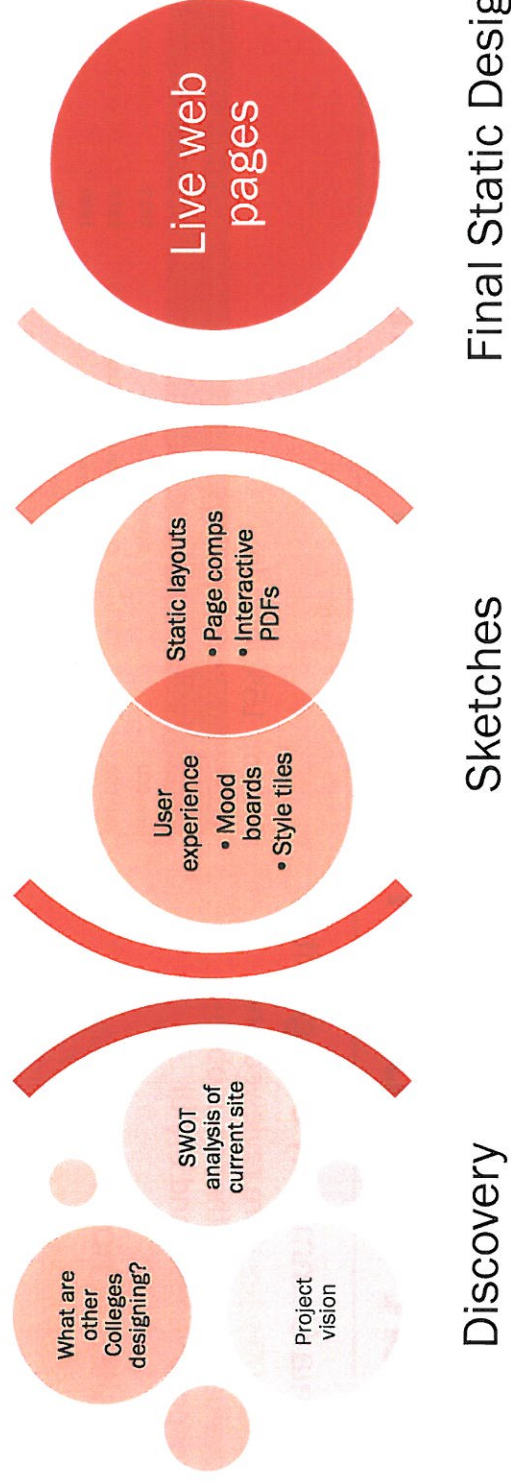 What are
other
Colleges
designing?
SWOT
analysis of
current site
Project
vision
Discovery
User
experience
• Mood
boards
• Style tiles
Static layouts
• Page comps
• Interactive
PDFs
Sketches
Live web
pages
Final Static